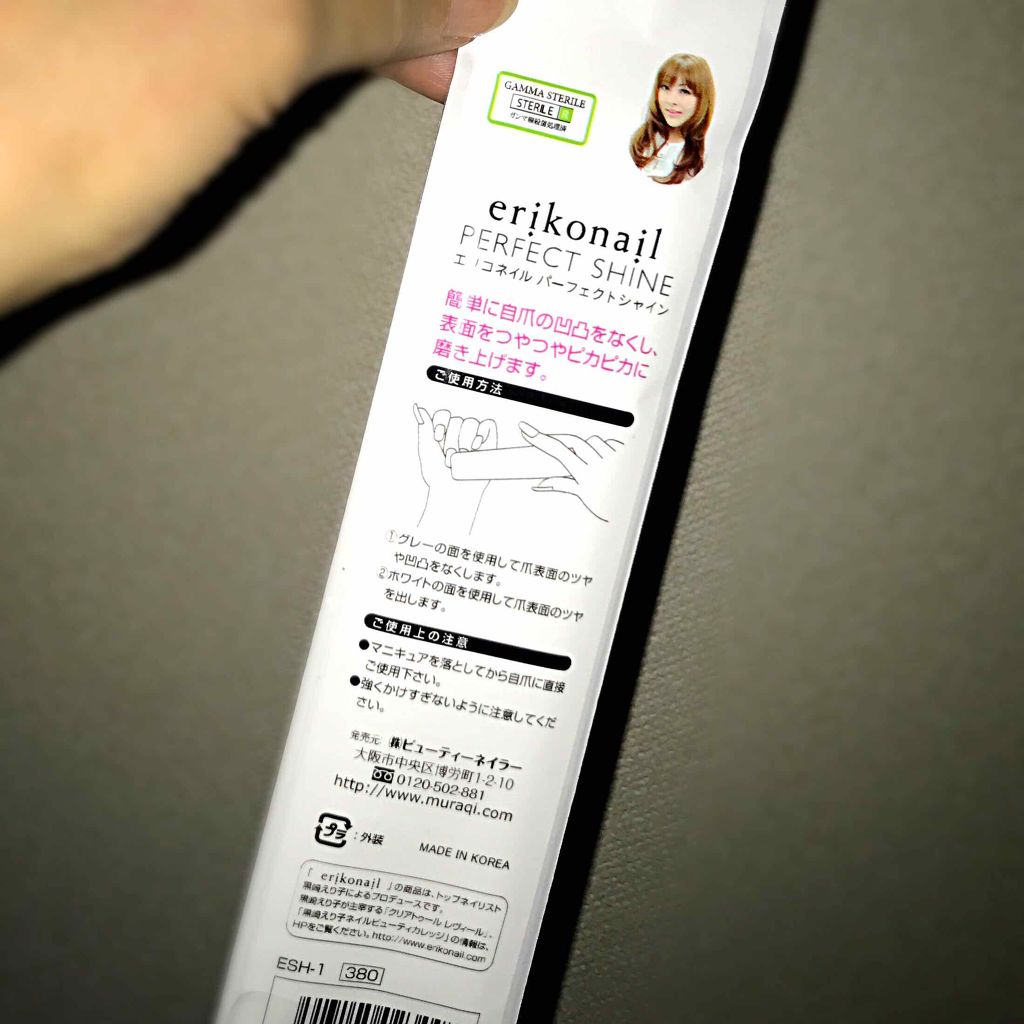 GAMMA STERILE
STERILE R
ガンマ線殺菌処理済
erikonail
PERFECT SHINE
エリコネイル パーフェクトシャイン
簡単に自爪の凹凸をなくし、
表面をつやつやピカピカに
磨き上げます。
ご使用方法
①グレーの面を使用して爪表面のツヤ
や凹凸をなくします。
②ホワイトの面を使用して爪表面のツヤ
を出します。
ご使用上の注意
●マニキュアを落としてから自爪に直接
ご使用下さい。
●強くかけすぎないように注意してくだ
さい。
発売元 ㈱ビューティーネイラー
大阪市中央区博労町1-2-10
0120-502-881
http://www.muraqi.com
プラ :外装
MADE IN KOREA
「 erikonail 」の商品は、トップネイリスト
黒崎えり子によるプロデュースです。
黒崎えり子が主宰する「クリアトゥール レヴィール」、
「黒崎えり子ネイルビューティカレッジ」の情報は、
HPをご覧ください。http://www.erikonail.com
ESH-1 380